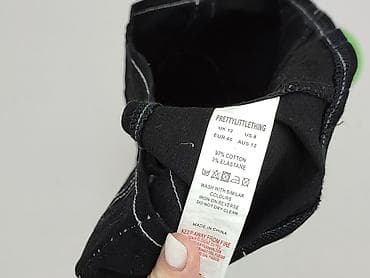 PRETTYLITTLETHING
UK 12 US 8
EUR 40 AUS 12
97% COTTON
3% ELASTANE
WASH WITH SIMILAR
COLOURS
IRON ON REVERSE
DO NOT DRY CLEAN
MADE IN CHINA
KEEP AWAY FROM FIRE